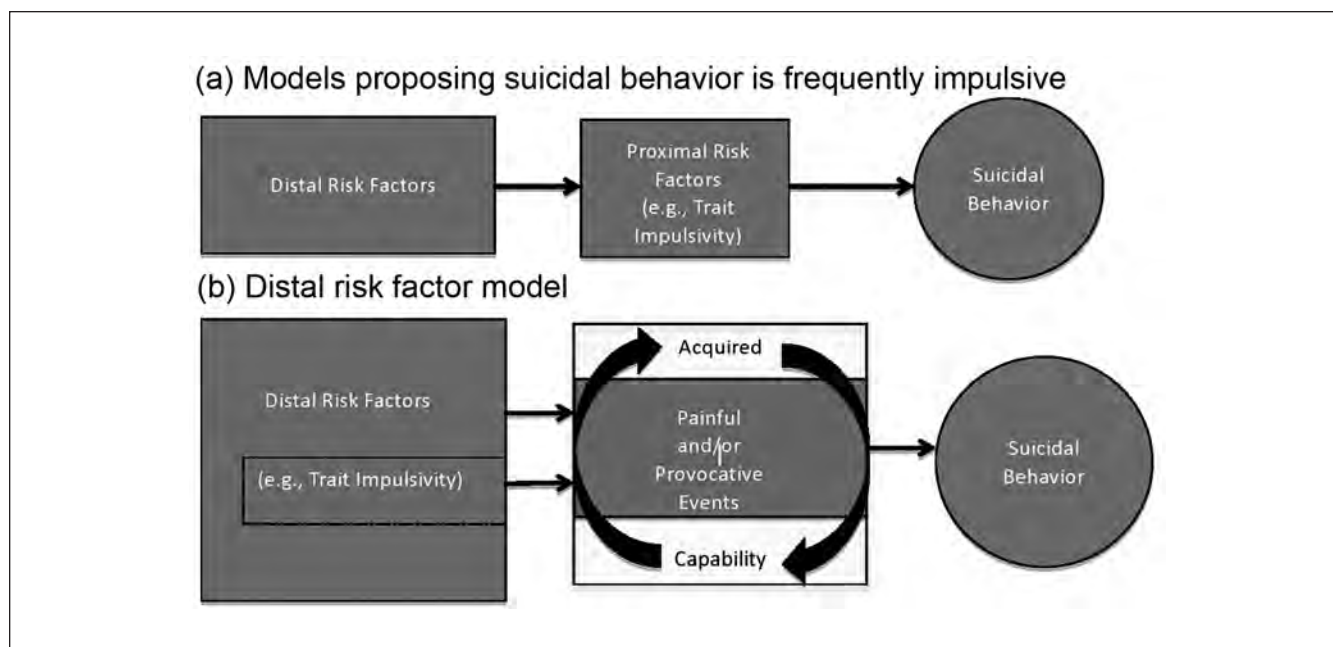 (a) Models proposing suicidal behavior is frequently impulsive
Distal Risk Factors
Proximal Risk
Factors
(e.g., Trait
Impulsivity)
Suicidal
Behavior
(b) Distal risk factor model
Distal Risk Factors
(e.g., Trait Impulsivity)
Acquired
Painful
and/or
Provocative
Events
Capability
Suicidal
Behavior